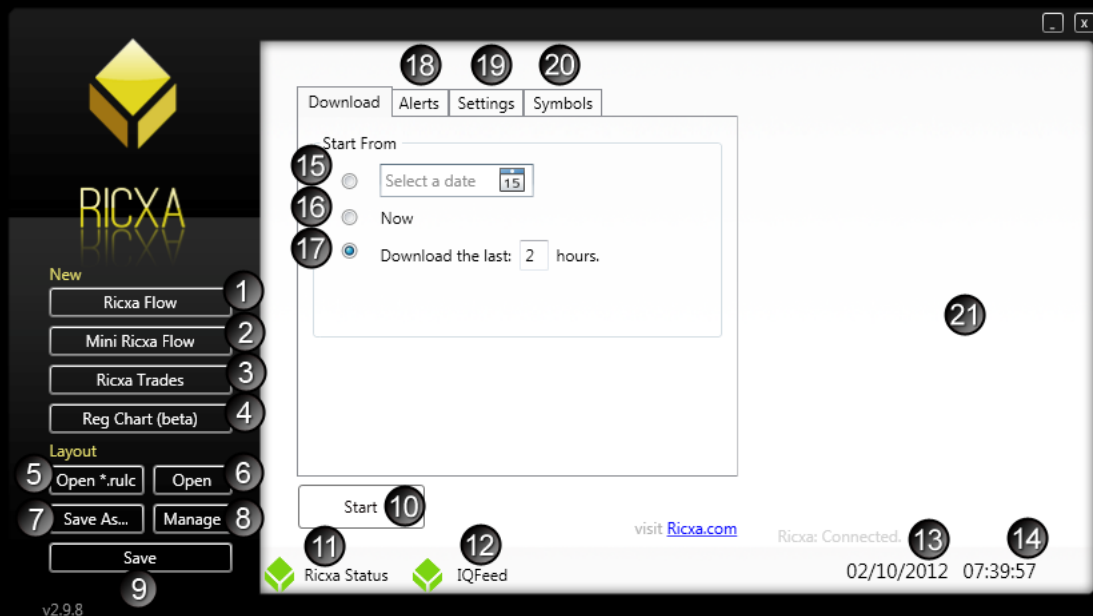 _ x
18 19 20
Download Alerts Settings Symbols
Start From
15 Select a date 15
16 Now
17 Download the last: 2 hours.
RICXA
New
Ricxa Flow 1
Mini Ricxa Flow 2
Ricxa Trades 3
Reg Chart (beta) 4
21
Layout
5 Open *.rulc Open 6
7 Save As... Manage 8
Save
9
v2.9.8
Start 10
visit Ricxa.com
Ricxa: Connected. 13 14
11 12
Ricxa Status IQFeed
02/10/2012 07:39:57